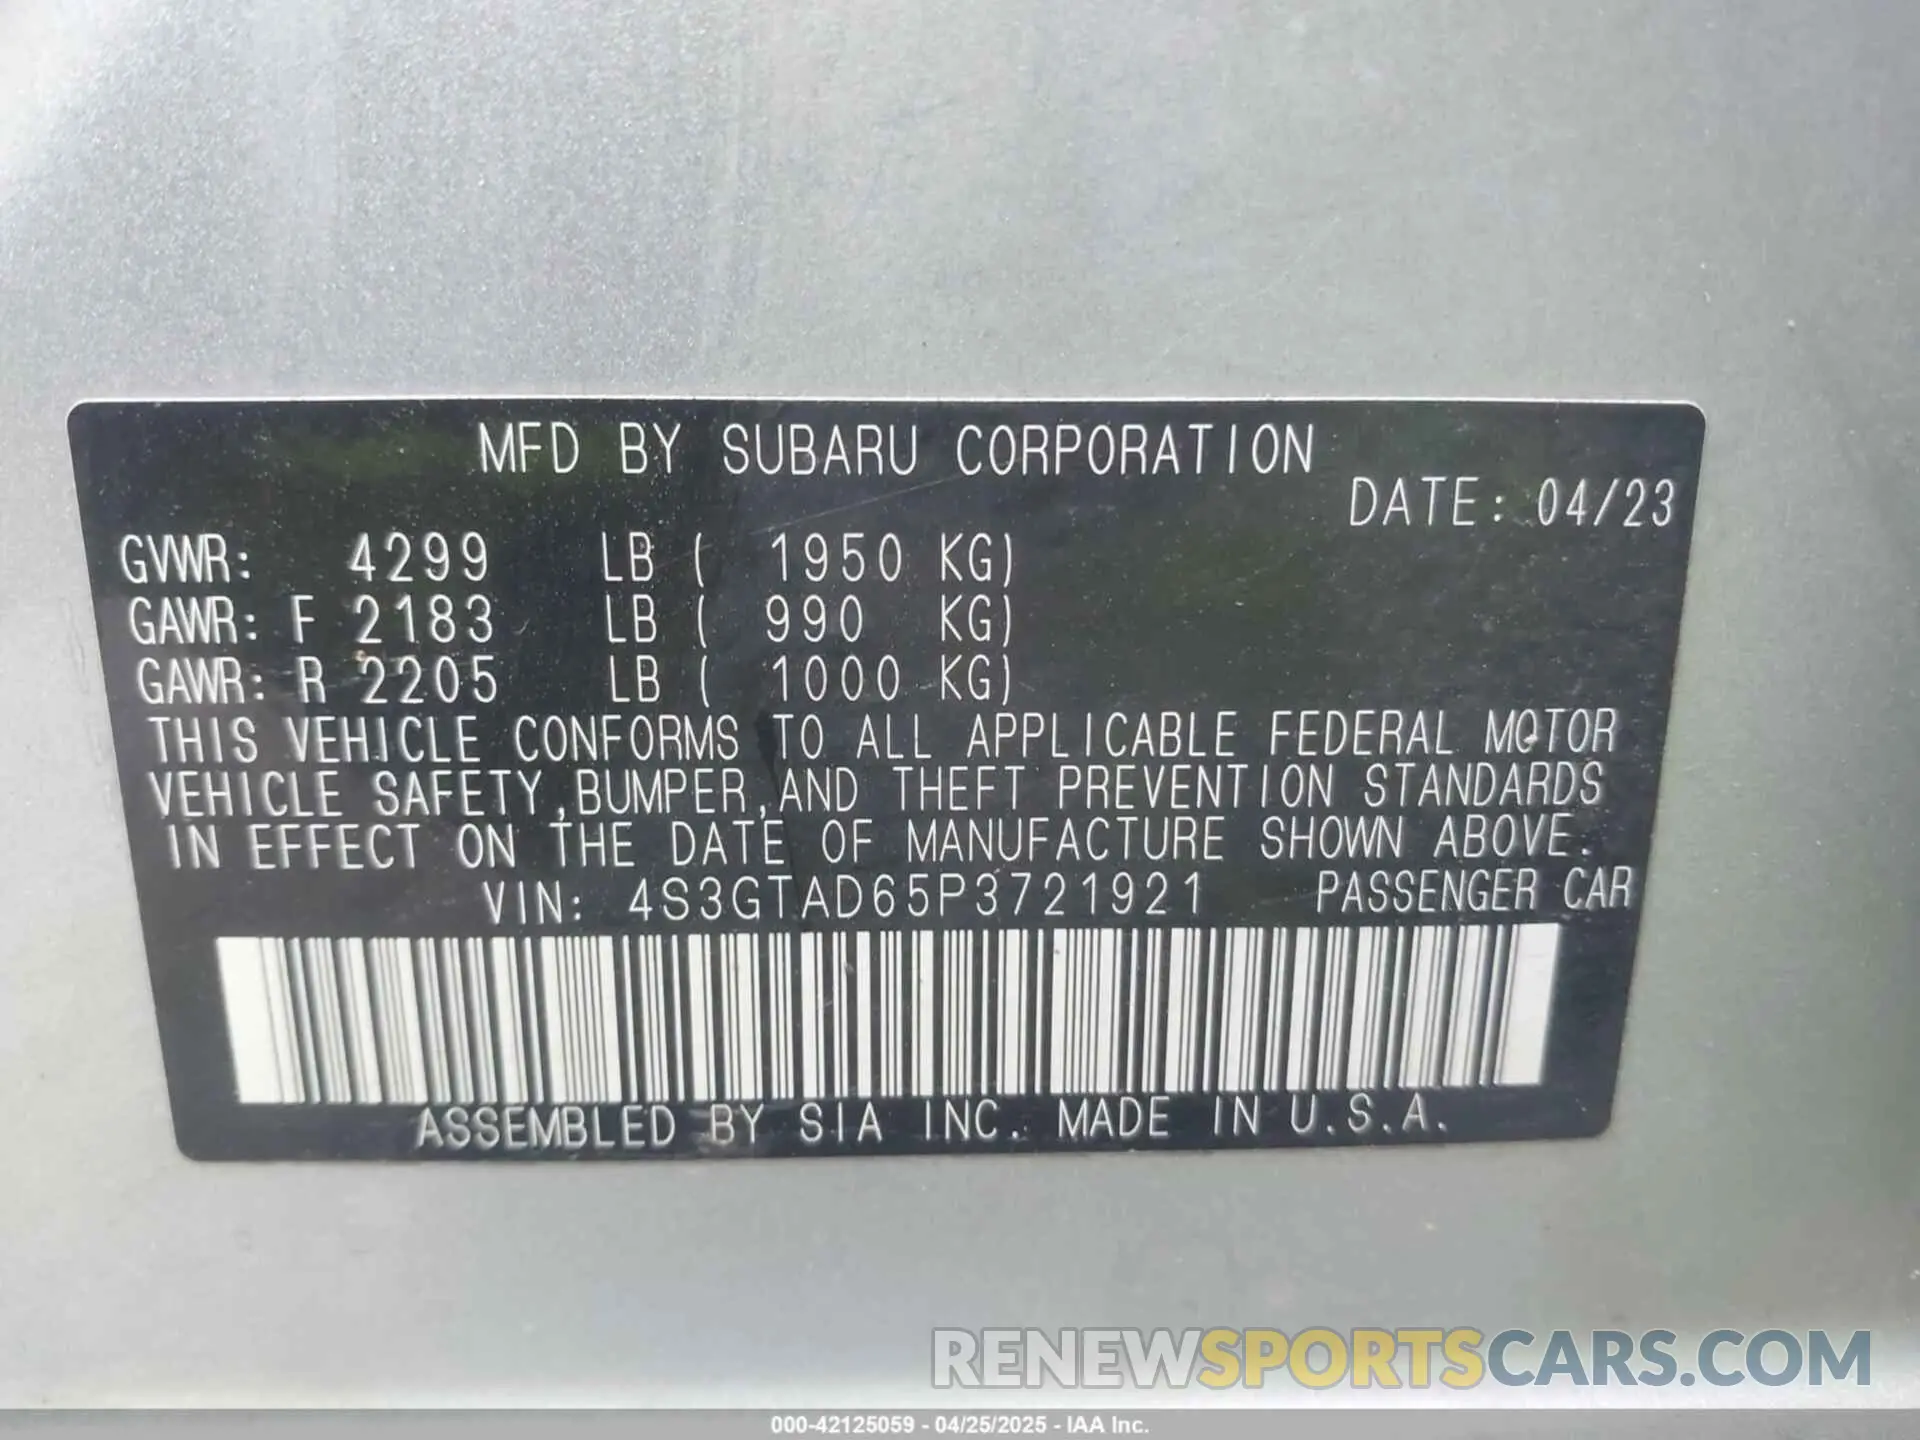 MFD BY SUBARU CORPORATION
DATE: 04/23
GVWR: 4299 LB ( 1950 KG)
GAWR: F 2183 LB ( 990 KG)
GAWR: R 2205 LB ( 1000 KG)
THIS VEHICLE CONFORMS TO ALL APPLICABLE FEDERAL MOTOR
VEHICLE SAFETY,BUMPER,AND THEFT PREVENTION STANDARDS
IN EFFECT ON THE DATE OF MANUFACTURE SHOWN ABOVE.
VIN: 4S3GTAD65P3721921 PASSENGER CAR
ASSEMBLED BY SIA INC. MADE IN U.S.A.
RENEWSPORTSCARS.COM
000-42125059 - 04/25/2025 - IAA Inc.